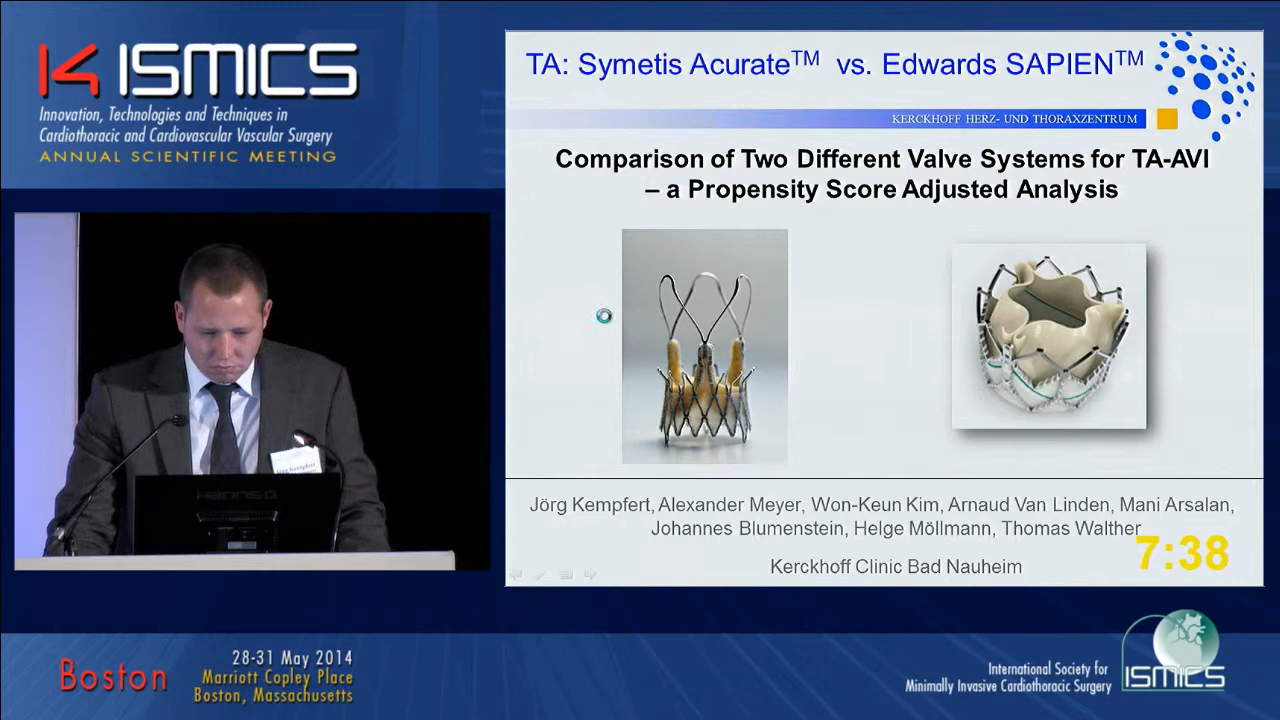 14 ISMICS
Innovation, Technologies and Techniques in
Cardiothoracic and Cardiovascular Vascular Surgery
ANNUAL SCIENTIFIC MEETING
TA: Symetis Acurate™ vs. Edwards SAPIEN™
KERCKHOFF HERZ- UND THORAXZENTRUM
Comparison of Two Different Valve Systems for TA-AVI
– a Propensity Score Adjusted Analysis
Jörg Kempfert, Alexander Meyer, Won-Keun Kim, Arnaud Van Linden, Mani Arsalan,
Johannes Blumenstein, Helge Möllmann, Thomas Walther
7:38
Kerckhoff Clinic Bad Nauheim
Jörg Kempfert
HANNS-G
Boston
28-31 May 2014
Marriott Copley Place
Boston, Massachusetts
International Society for
Minimally Invasive Cardiothoracic Surgery
ISMICS